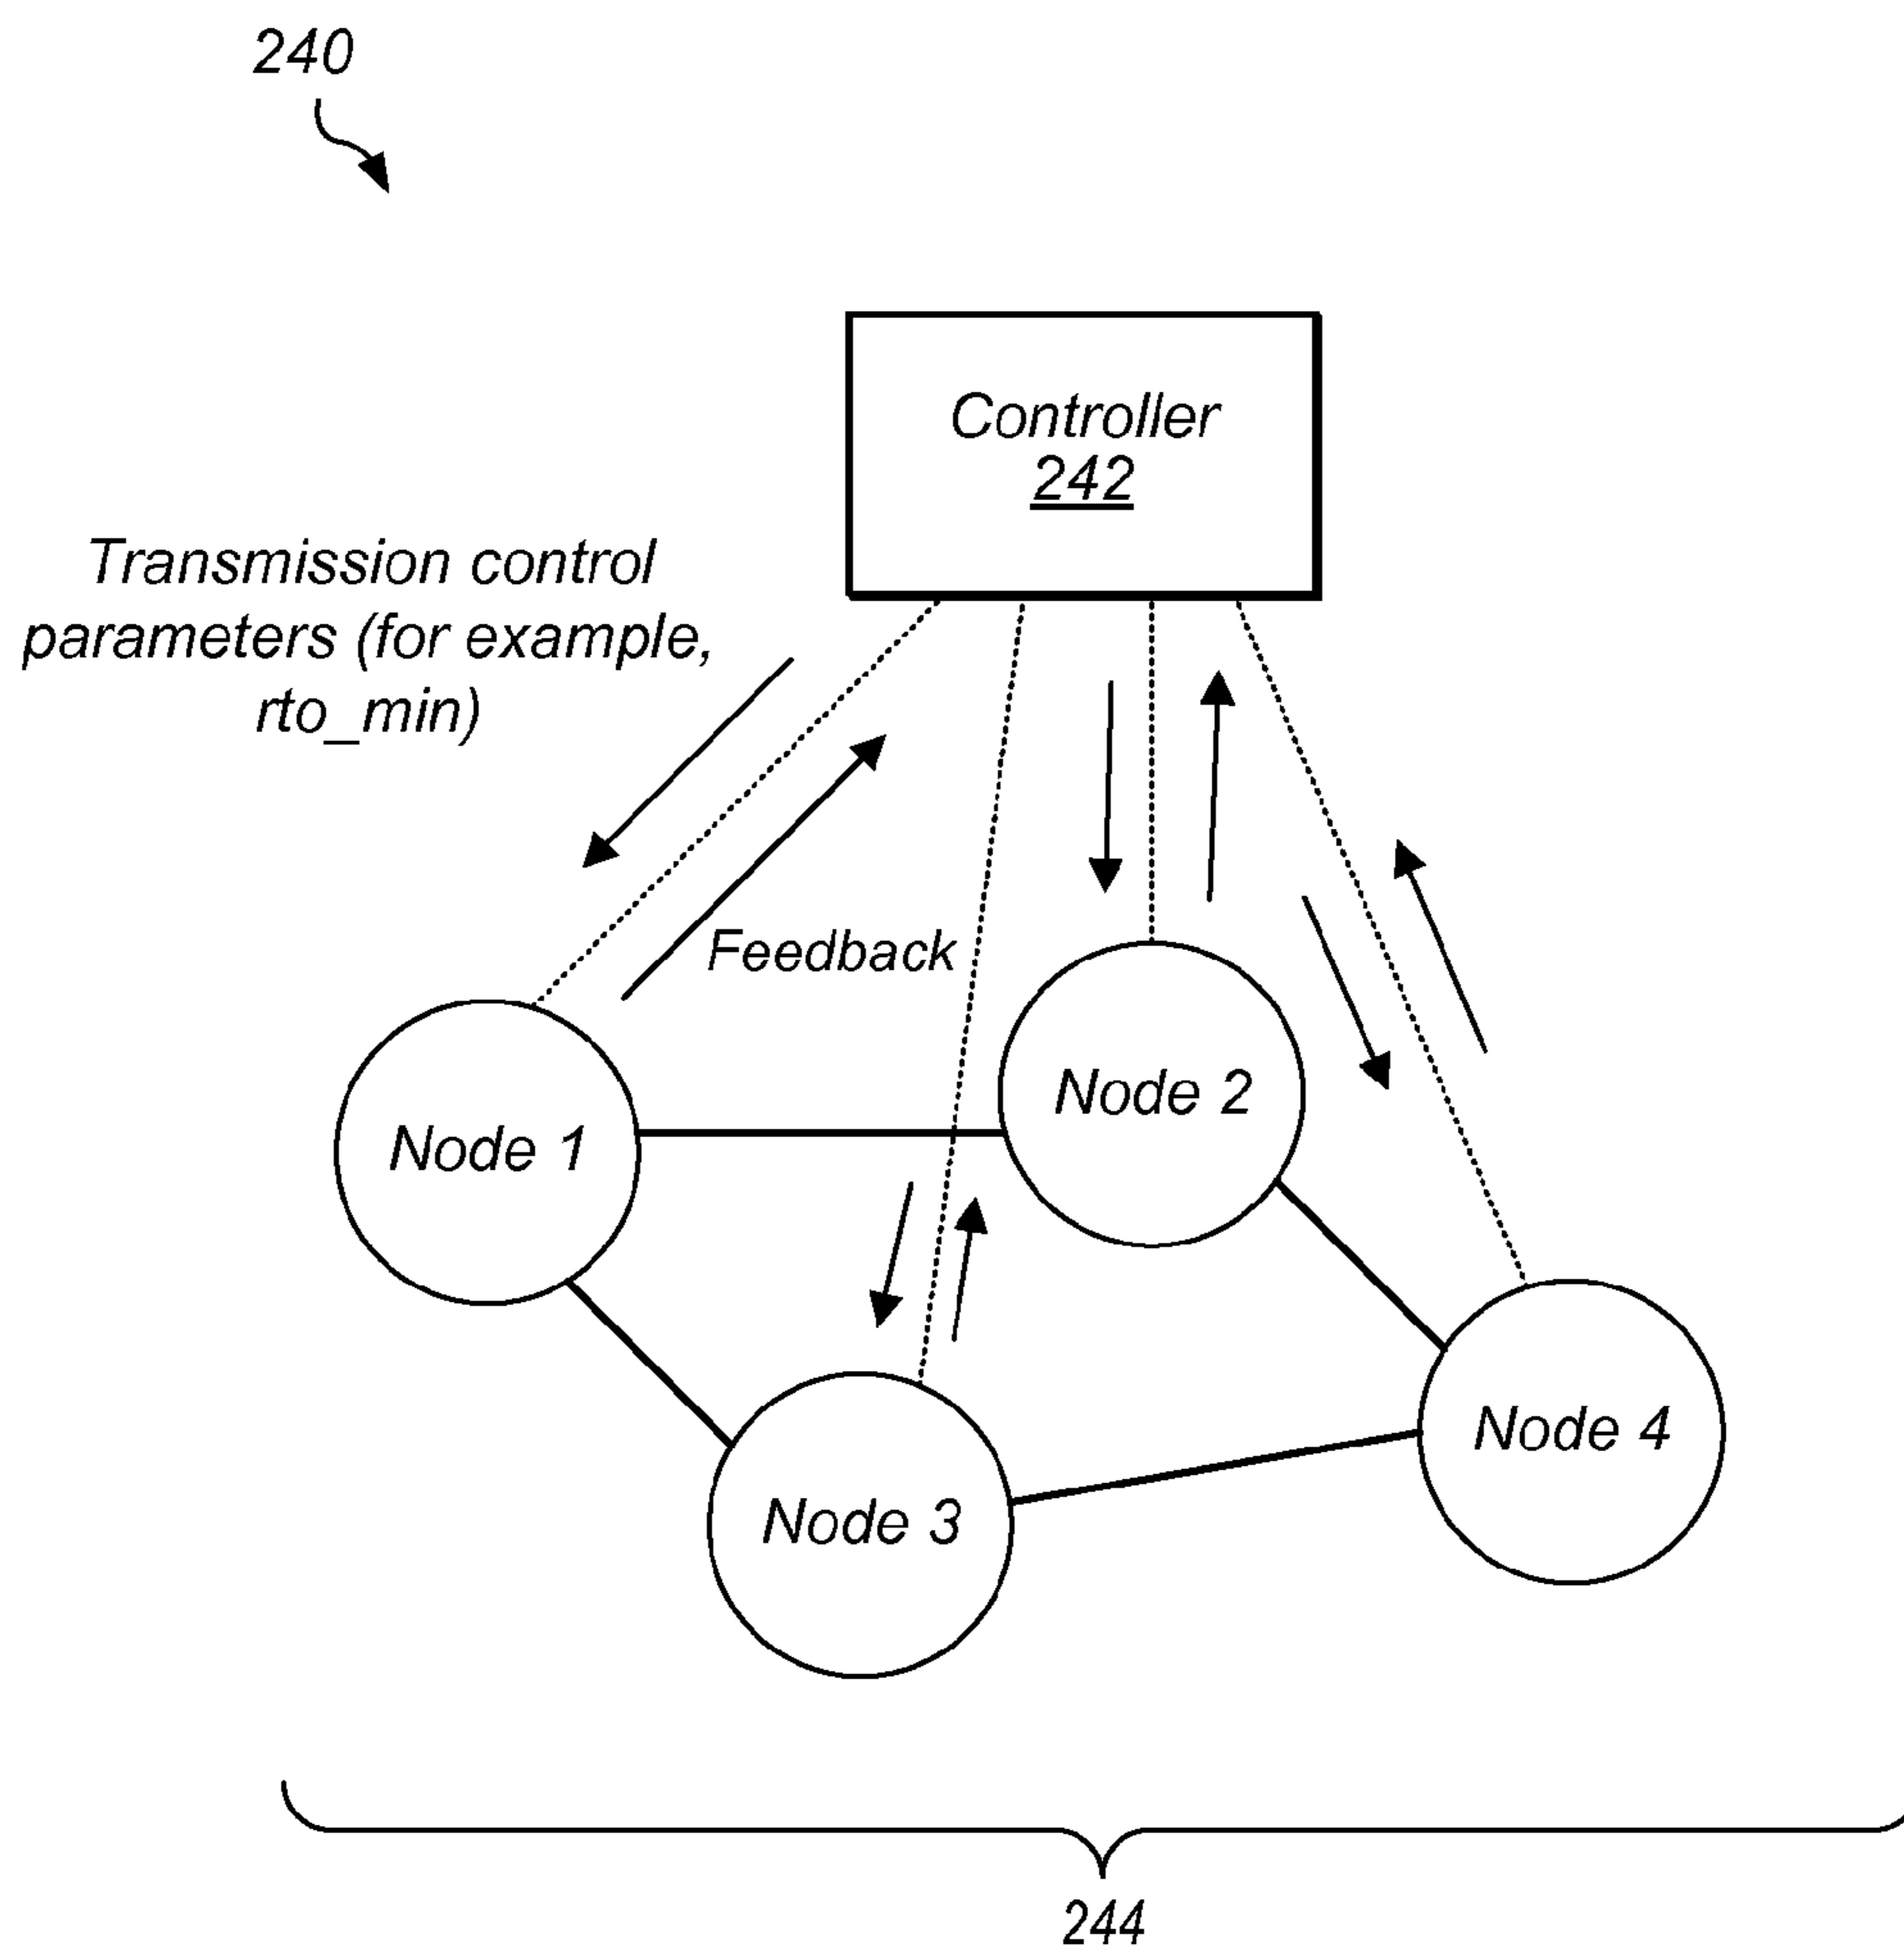 240
Controller
242
Transmission control
parameters (for example,
rto_min)
Feedback
Node 2
Node 1
Node 4
Node 3
244